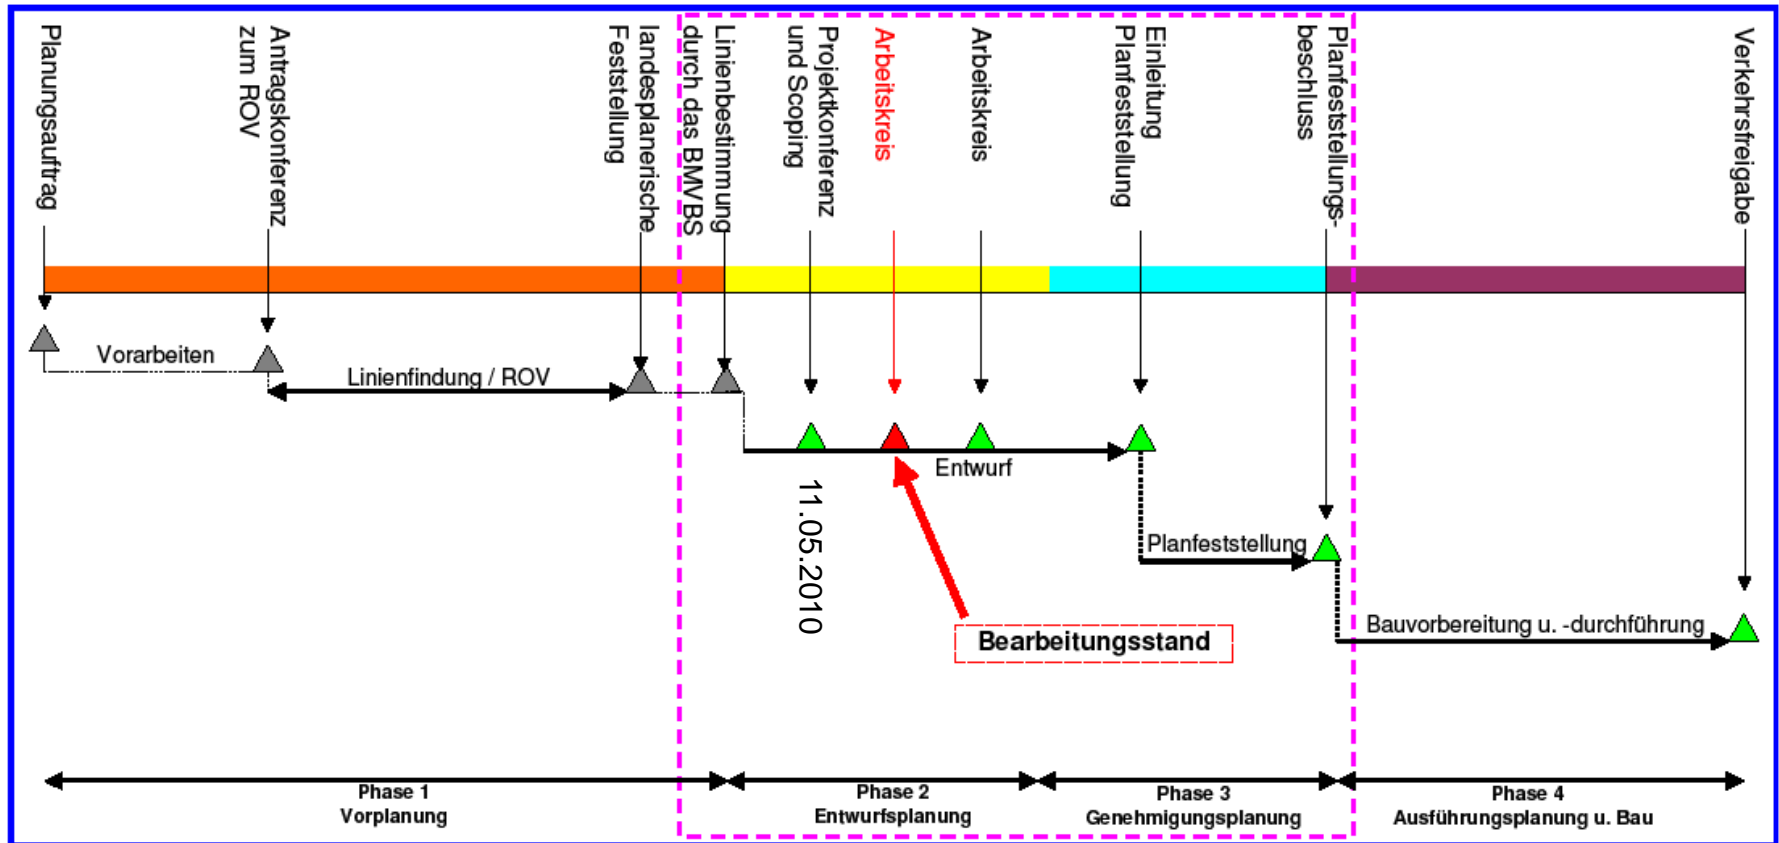 Planungsauftrag
Antragskonferenz
zum ROV
landesplanerische
Feststellung
Linienbestimmung
durch das BMVBS
Projektkonferenz
und Scoping
Arbeitskreis
Arbeitskreis
Einleitung
Planfeststellung
Planfeststellungs-
beschluss
Verkehrsfreigabe
Vorarbeiten
Linienfindung / ROV
Entwurf
11.05.2010
Planfeststellung
Bauvorbereitung u. -durchführung
Bearbeitungsstand
Phase 1
Vorplanung
Phase 2
Entwurfsplanung
Phase 3
Genehmigungsplanung
Phase 4
Ausführungsplanung u. Bau